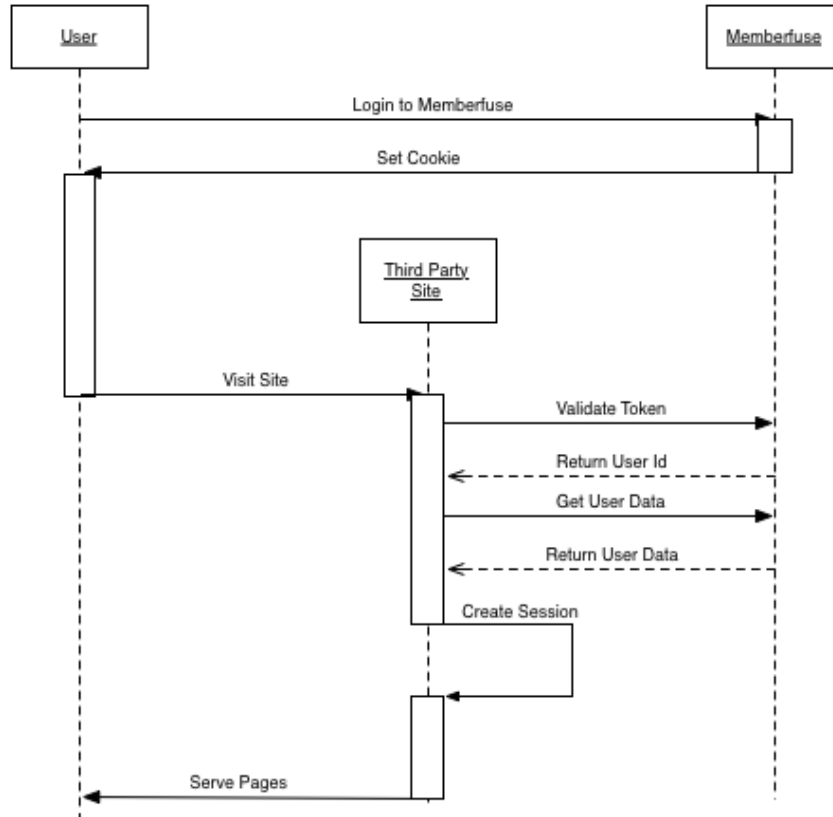 User
Memberfuse
Login to Memberfuse
Set Cookie
Third Party
Site
Visit Site
Validate Token
Return User Id
Get User Data
Return User Data
Create Session
Serve Pages